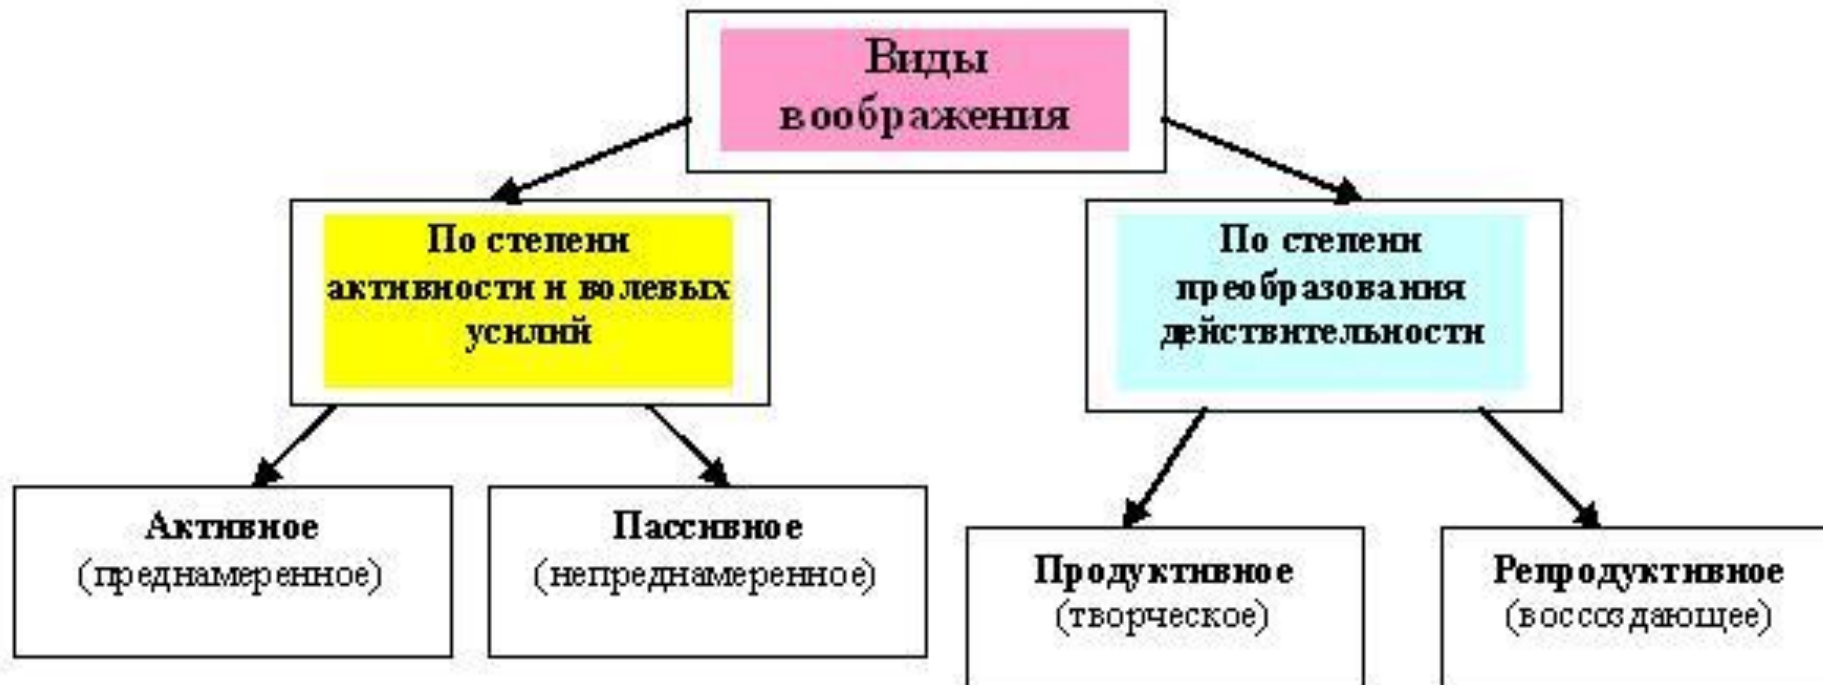 Виды
воображения
По степени
активности и волевых
усилий
По степени
преобразования
действительности
Активное
(преднамеренное)
Пассивное
(непреднамеренное)
Продуктивное
(творческое)
Репродуктивное
(воссоздающее)